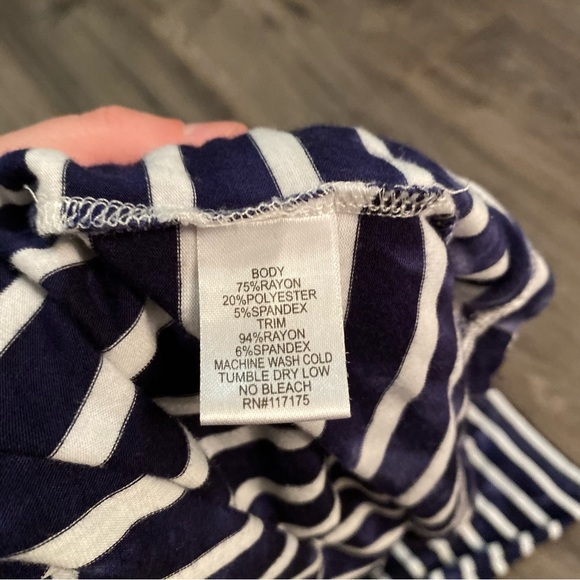 BODY
75%RAYON
20%POLYESTER
5%SPANDEX
TRIM
94%RAYON
6%SPANDEX
MACHINE WASH COLD
TUMBLE DRY LOW
NO BLEACH
RN#117175